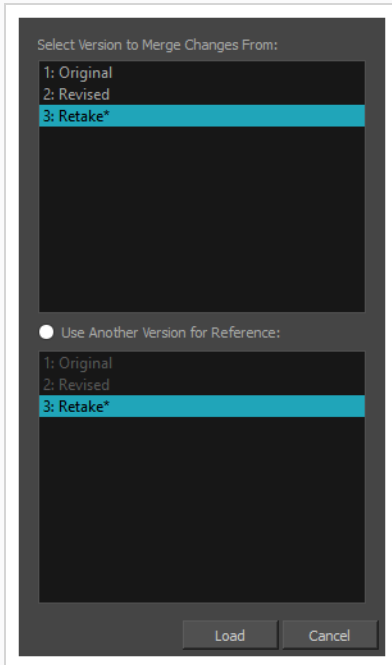 Select Version to Merge Changes From:
1: Original
2: Revised
3: Retake*
Use Another Version for Reference:
1: Original
2: Revised
3: Retake*
Load
Cancel